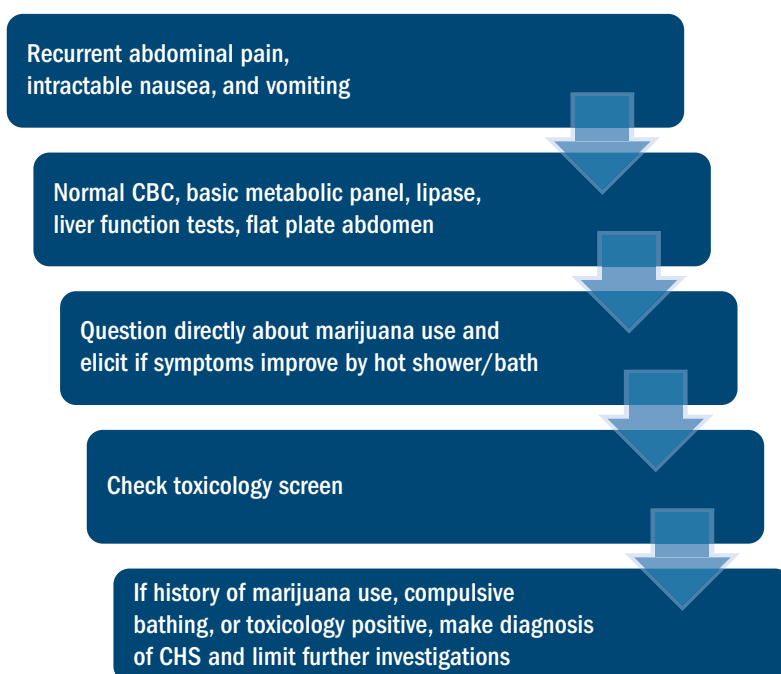 Recurrent abdominal pain,
intractable nausea, and vomiting
Normal CBC, basic metabolic panel, lipase,
liver function tests, flat plate abdomen
Question directly about marijuana use and
elicit if symptoms improve by hot shower/bath
Check toxicology screen
If history of marijuana use, compulsive
bathing, or toxicology positive, make diagnosis
of CHS and limit further investigations